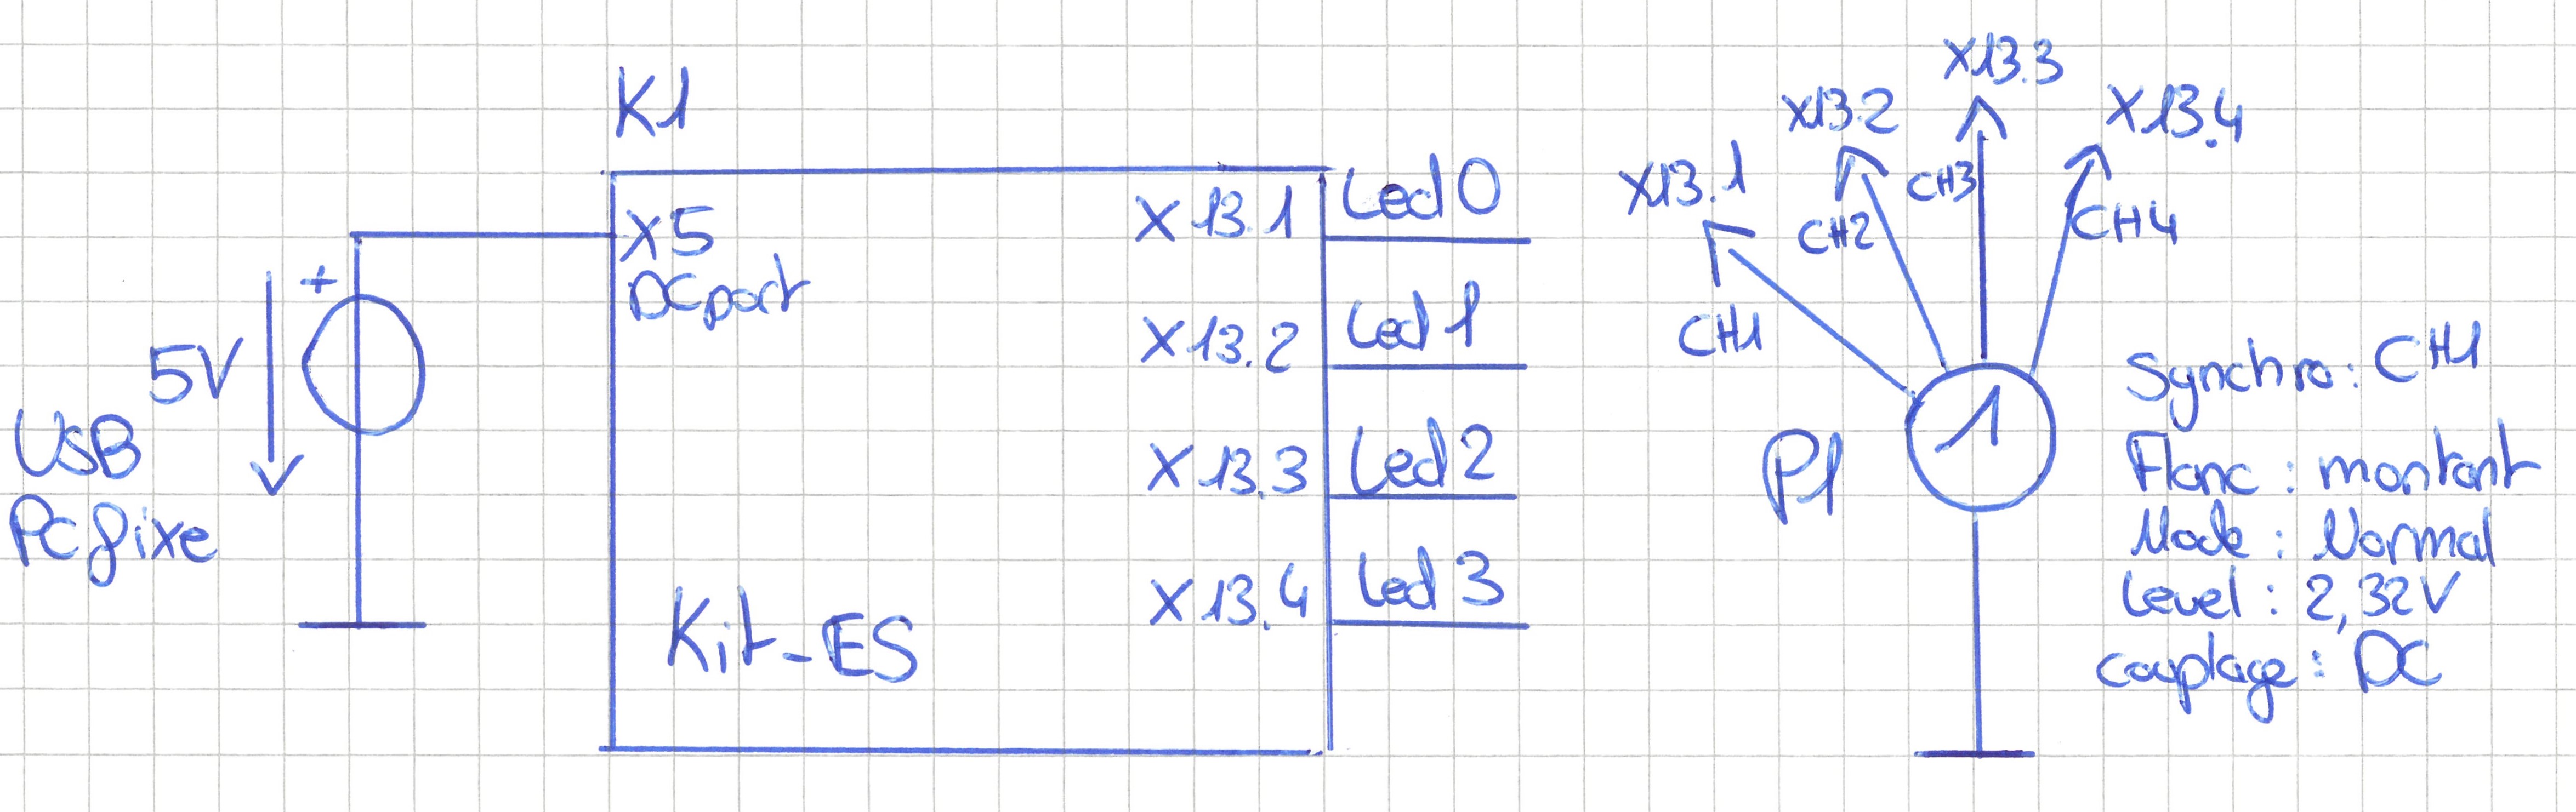 K1
X5
DC port
X13.1
Led 0
X13.2
Led 1
X13.3
Led 2
X13.4
Led 3
Kit-ES
+
5V
USB
PC fixe
X13.1
X13.2
X13.3
X13.4
CH1
CH2
CH3
CH4
P1
1
Synchro : CH1
Flanc : montant
Mode : Normal
Level : 2,32V
couplage : DC